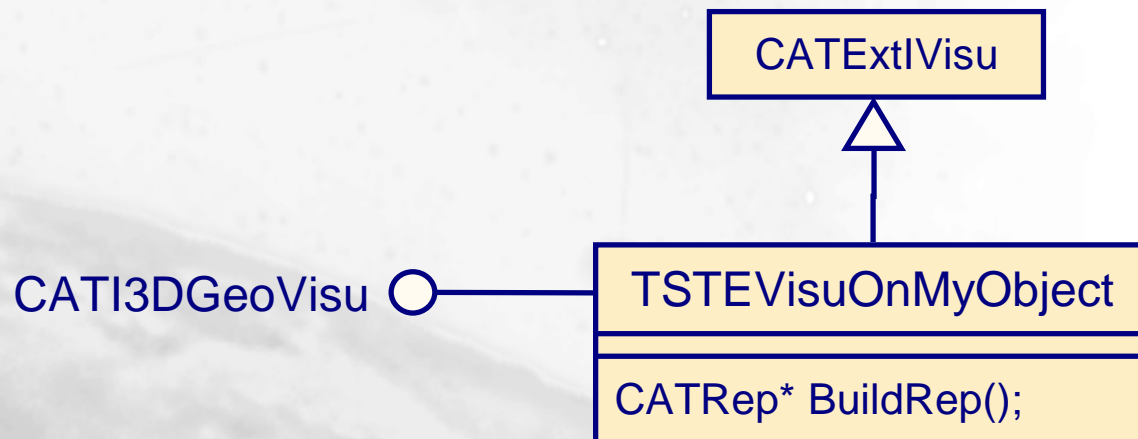 CATExtIVisu
CATI3DGeoVisu
TSTEVisuOnMyObject
CATRep* BuildRep();